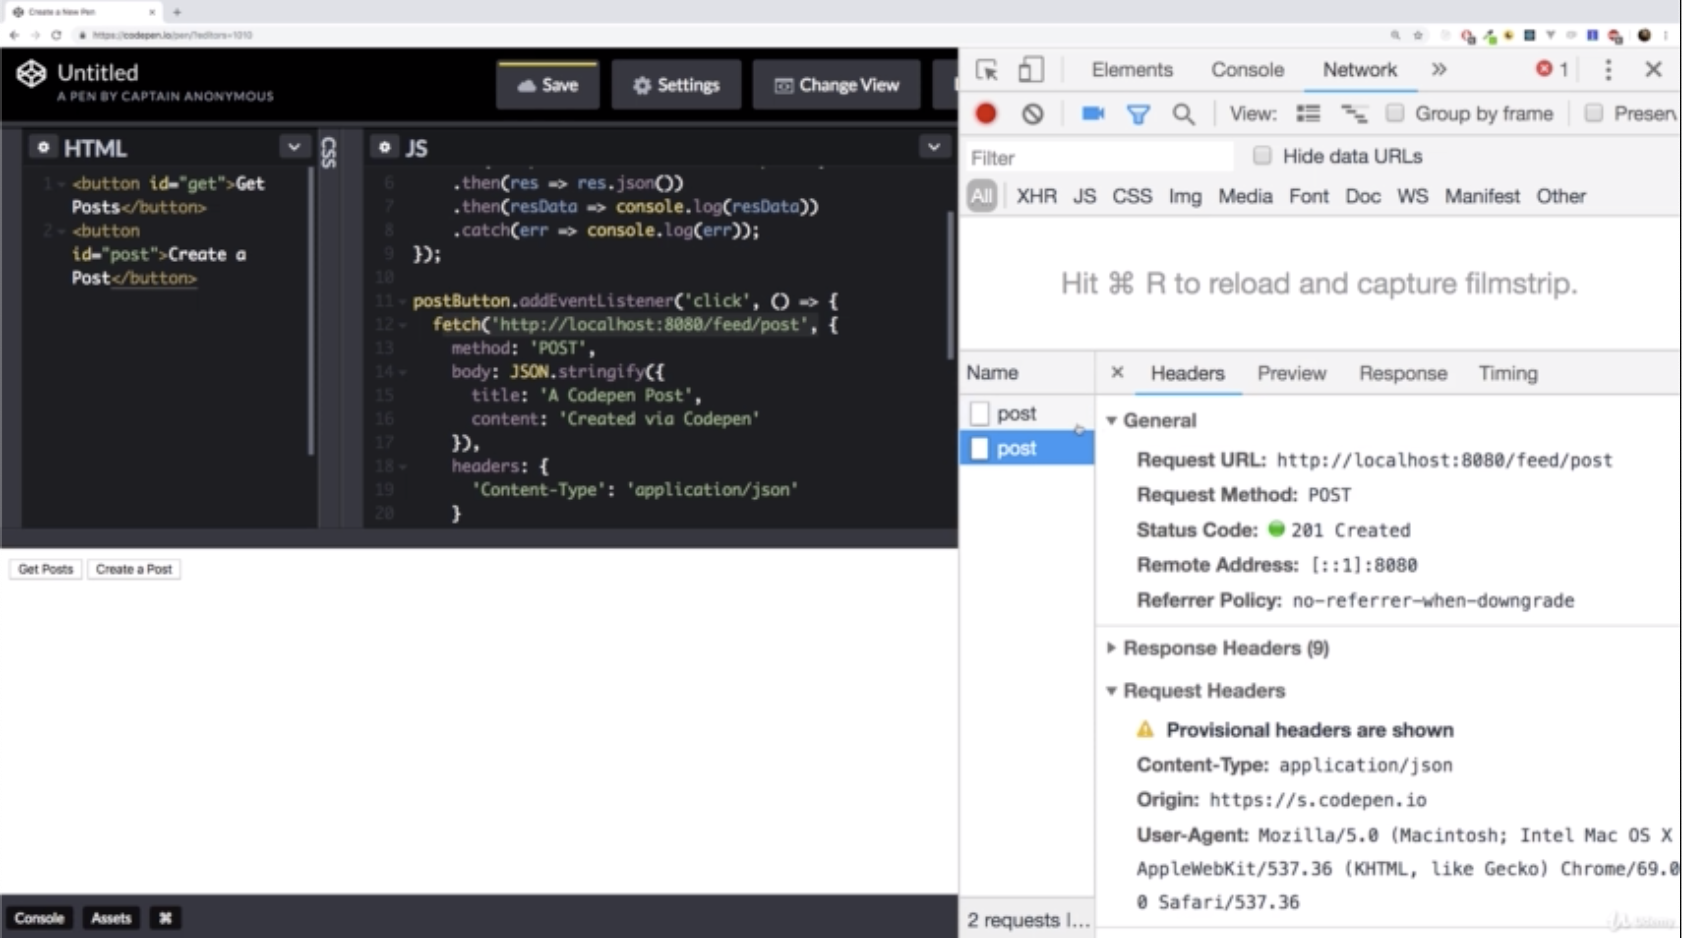 Create a New Pen
https://codepen.io/pen/?editors=1010
Untitled
A PEN BY CAPTAIN ANONYMOUS
Save
Settings
Change View
HTML
CSS
JS
1 <button id="get">Get
Posts</button>
2 <button
id="post">Create a
Post</button>
6 .then(res => res.json())
7 .then(resData => console.log(resData))
8 .catch(err => console.log(err));
9 });
10
11 postButton.addEventListener('click', () => {
12 fetch('http://localhost:8080/feed/post', {
13 method: 'POST',
14 body: JSON.stringify({
15 title: 'A Codepen Post',
16 content: 'Created via Codepen'
17 }),
18 headers: {
19 'Content-Type': 'application/json'
20 }
Get Posts
Create a Post
Console
Assets
⌘
Elements
Console
Network
»
1
View:
Group by frame
Preser
Filter
Hide data URLs
All
XHR
JS
CSS
Img
Media
Font
Doc
WS
Manifest
Other
Hit ⌘ R to reload and capture filmstrip.
Name
Headers
Preview
Response
Timing
post
post
General
Request URL: http://localhost:8080/feed/post
Request Method: POST
Status Code: 201 Created
Remote Address: [::1]:8080
Referrer Policy: no-referrer-when-downgrade
Response Headers (9)
Request Headers
Provisional headers are shown
Content-Type: application/json
Origin: https://s.codepen.io
User-Agent: Mozilla/5.0 (Macintosh; Intel Mac OS X
AppleWebKit/537.36 (KHTML, like Gecko) Chrome/69.0
0 Safari/537.36
2 requests |...
Udemy